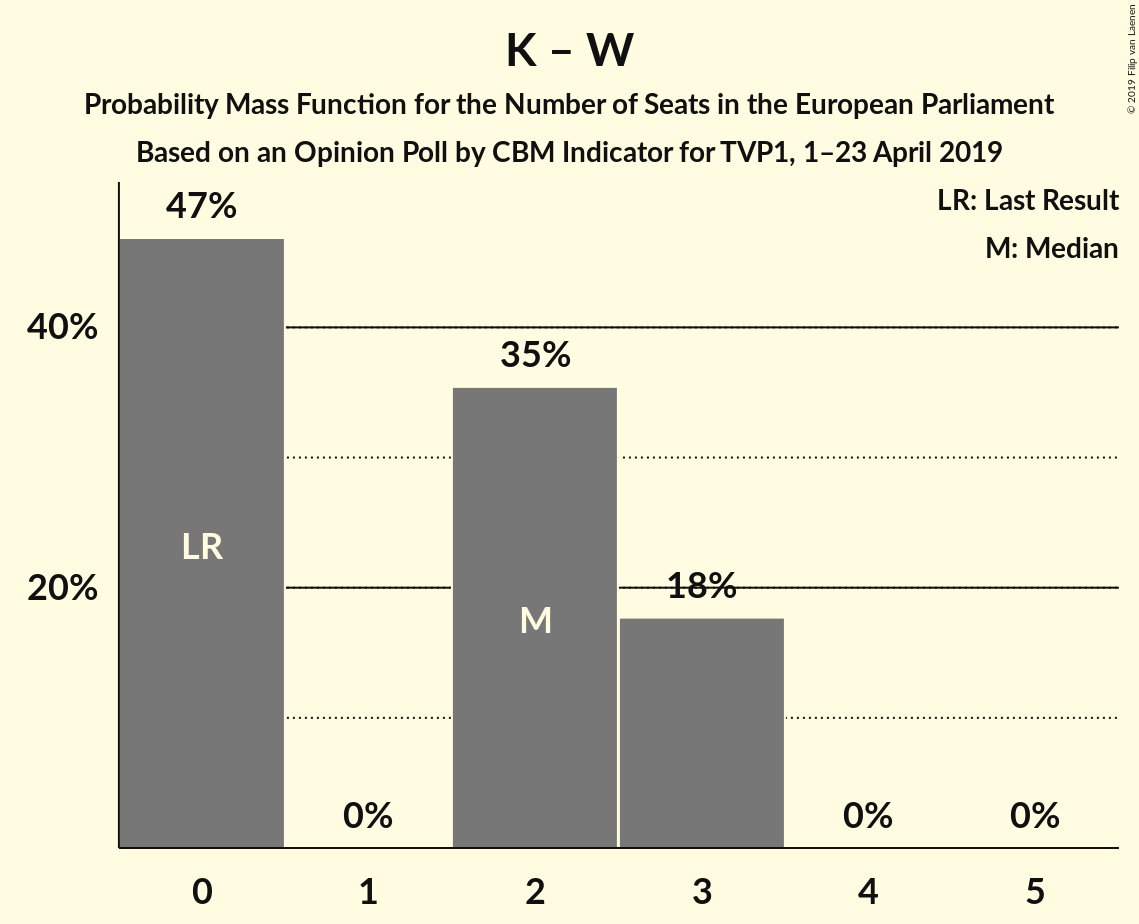 K – W
Probability Mass Function for the Number of Seats in the European Parliament
Based on an Opinion Poll by CBM Indicator for TVP1, 1–23 April 2019
© 2019 Filip van Laenen
LR: Last Result
M: Median
47%
40%
35%
LR
20%
18%
M
0%
0%
0%
0
1
2
3
4
5